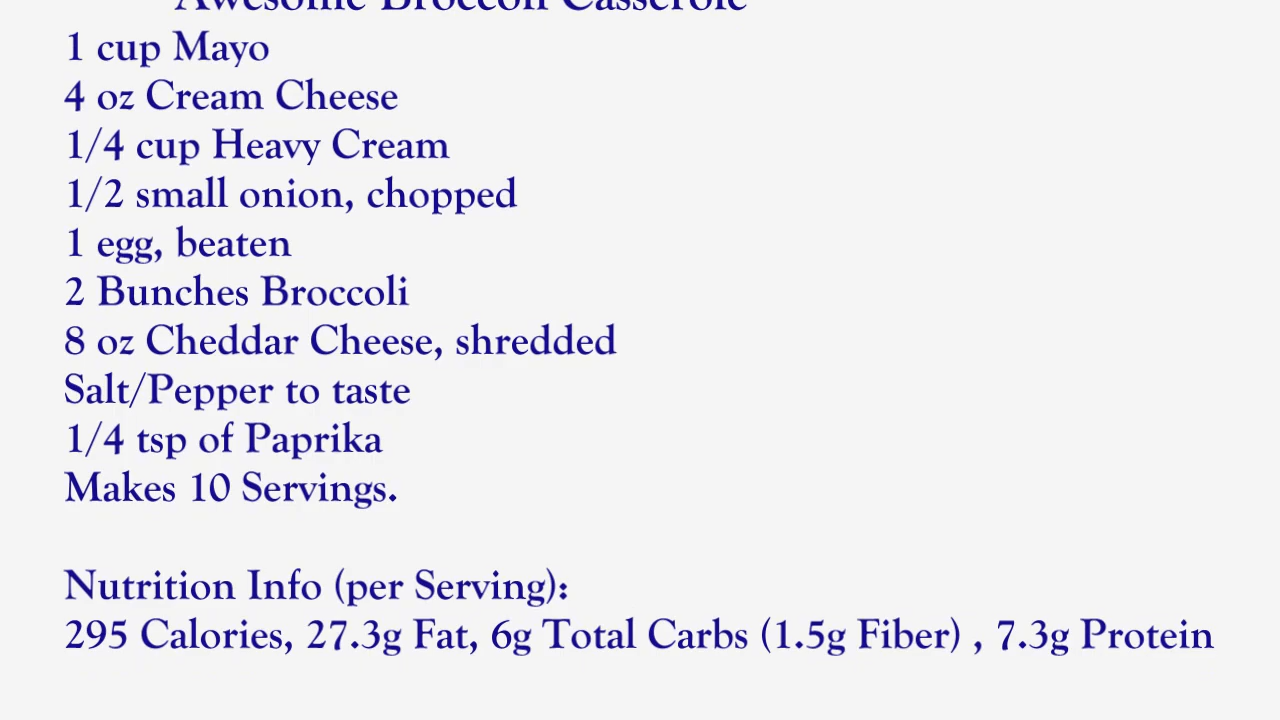 Awesome Broccoli Casserole
1 cup Mayo
4 oz Cream Cheese
1/4 cup Heavy Cream
1/2 small onion, chopped
1 egg, beaten
2 Bunches Broccoli
8 oz Cheddar Cheese, shredded
Salt/Pepper to taste
1/4 tsp of Paprika
Makes 10 Servings.
Nutrition Info (per Serving):
295 Calories, 27.3g Fat, 6g Total Carbs (1.5g Fiber) , 7.3g Protein